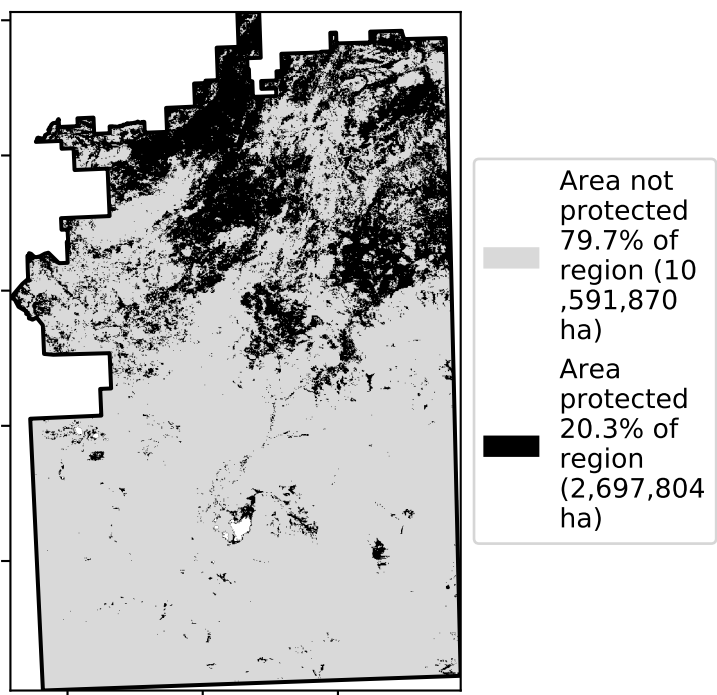 Area not
protected
79.7% of
region (10
,591,870
ha)
Area
protected
20.3% of
region
(2,697,804
ha)